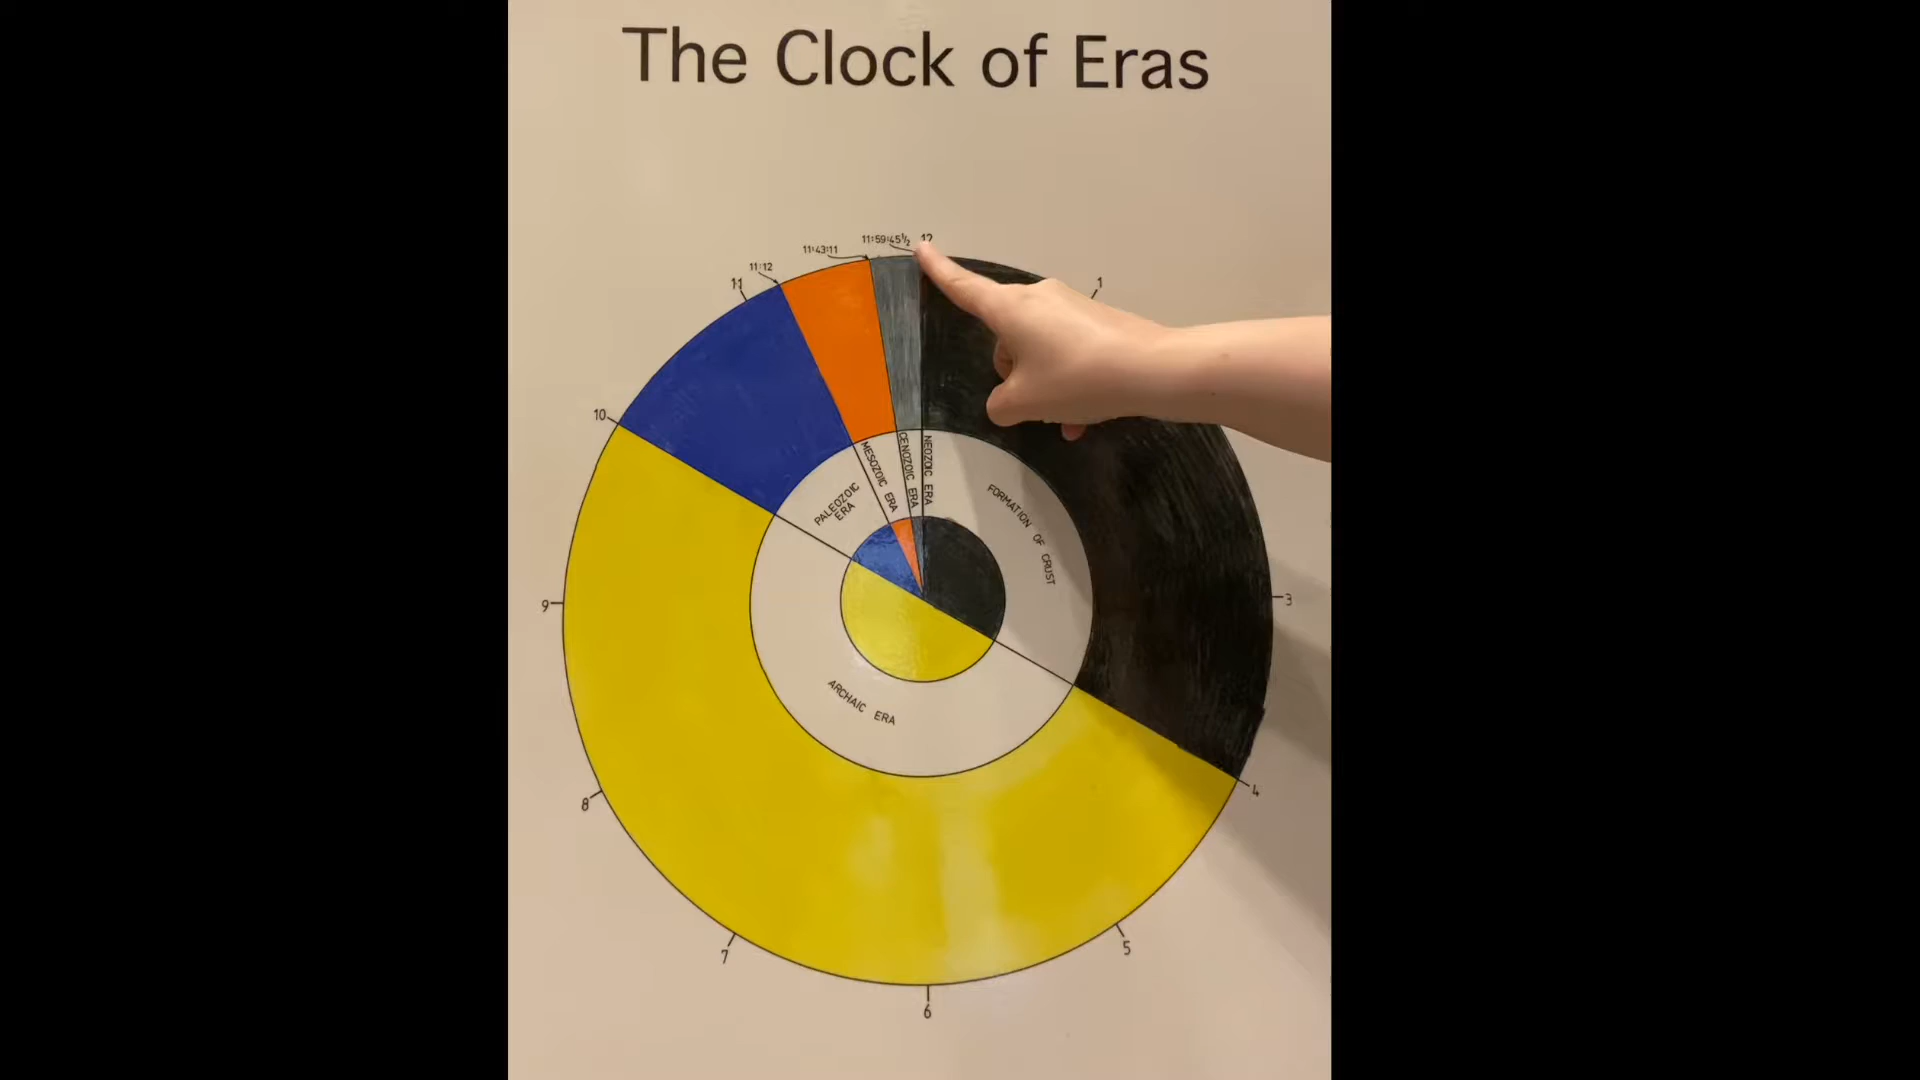 The Clock of Eras
11:59:45½
12
11:43:11
11:12
11
1
10
9
3
8
4
7
5
6
PALEOZOIC
ERA
MESOZOIC ERA
CENOZOIC ERA
NEOZOIC ERA
FORMATION OF CRUST
ARCHAIC ERA